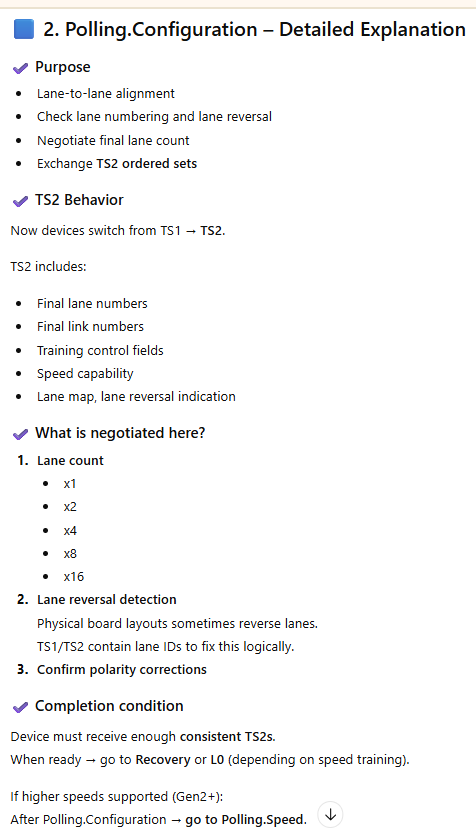 2. Polling.Configuration – Detailed Explanation
Purpose
Lane-to-lane alignment
Check lane numbering and lane reversal
Negotiate final lane count
Exchange TS2 ordered sets
TS2 Behavior
Now devices switch from TS1 → TS2.
TS2 includes:
Final lane numbers
Final link numbers
Training control fields
Speed capability
Lane map, lane reversal indication
What is negotiated here?
1. Lane count
x1
x2
x4
x8
x16
2. Lane reversal detection
Physical board layouts sometimes reverse lanes.
TS1/TS2 contain lane IDs to fix this logically.
3. Confirm polarity corrections
Completion condition
Device must receive enough consistent TS2s.
When ready → go to Recovery or L0 (depending on speed training).
If higher speeds supported (Gen2+):
After Polling.Configuration → go to Polling.Speed.